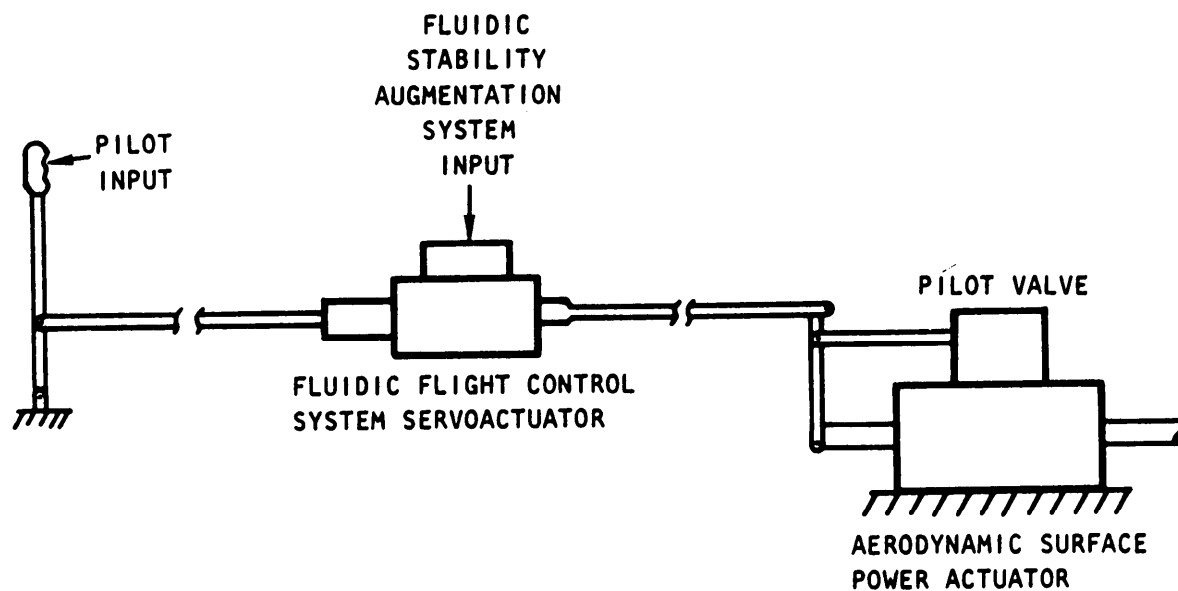 FLUIDIC
STABILITY
AUGMENTATION
SYSTEM
INPUT
PILOT
INPUT
PILOT VALVE
FLUIDIC FLIGHT CONTROL
SYSTEM SERVOACTUATOR
AERODYNAMIC SURFACE
POWER ACTUATOR